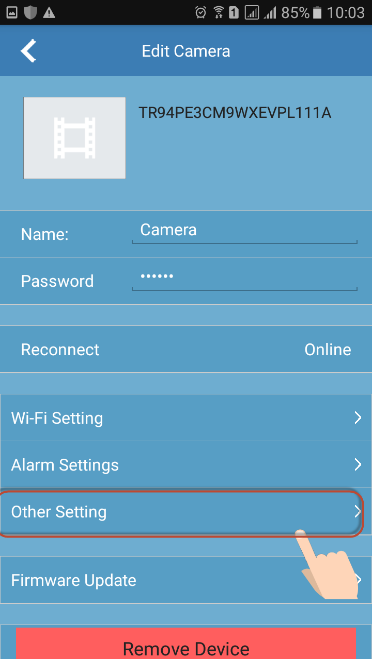 85% 10:03
Edit Camera
TR94PE3CM9WXEVPL111A
Name: Camera
Password ••••••
Reconnect Online
Wi-Fi Setting
Alarm Settings
Other Setting
Firmware Update
Remove Device